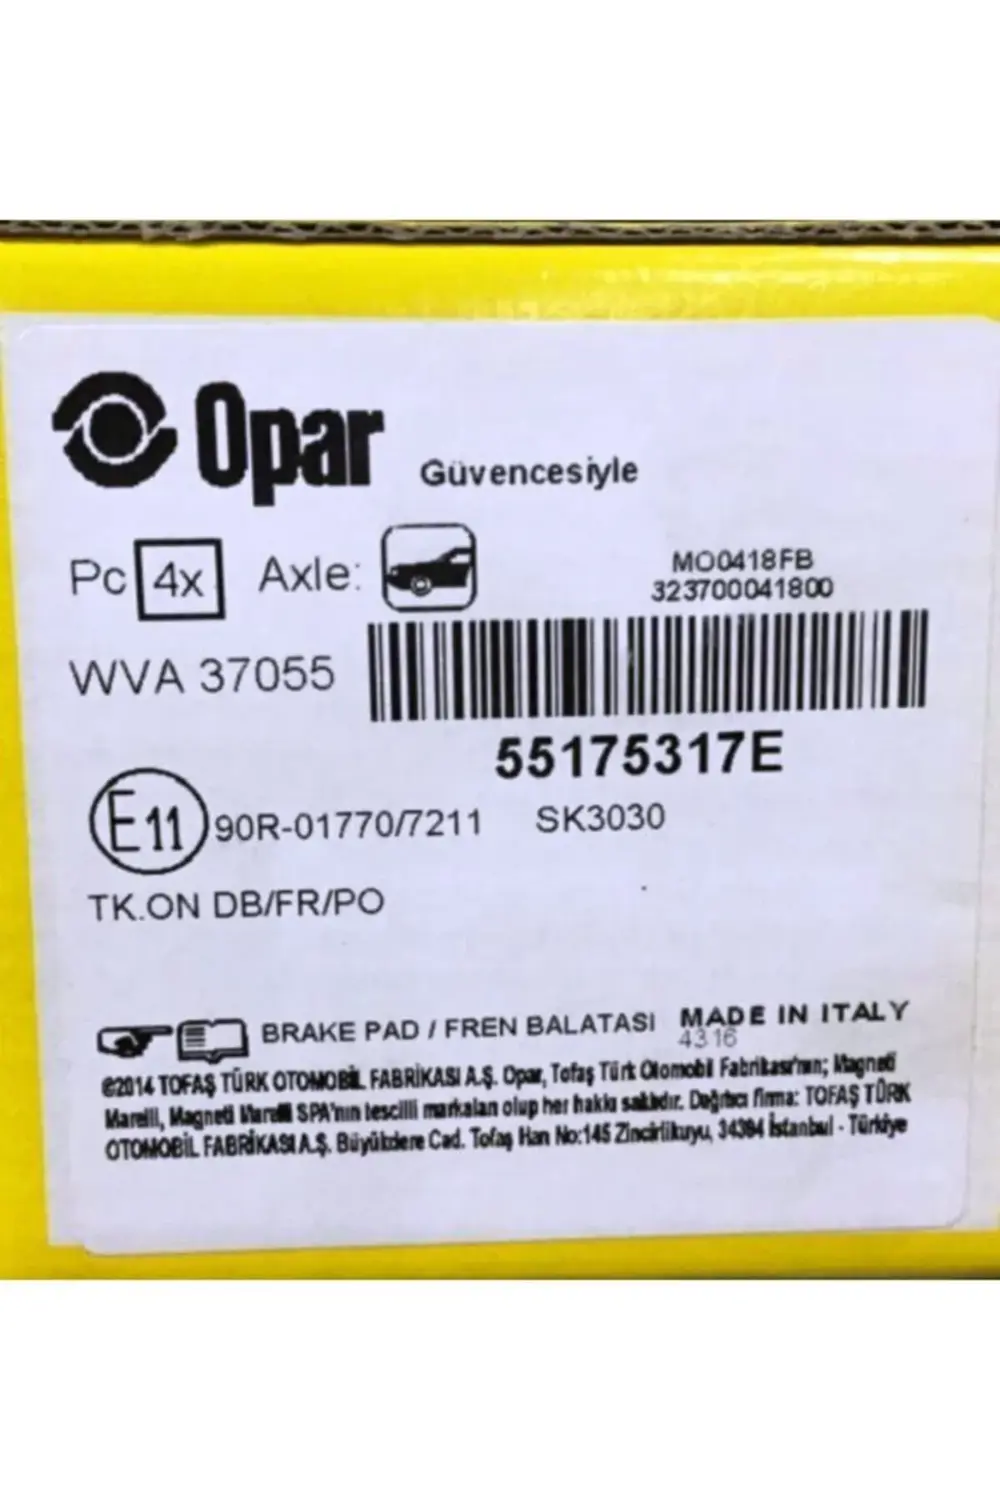 Opar Güvencesiyle
Pc 4x Axle:
MO0418FB
323700041800
WVA 37055
55175317E
E11 90R-01770/7211 SK3030
TK.ON DB/FR/PO
BRAKE PAD / FREN BALATASI MADE IN ITALY
4316
©2014 TOFAŞ TÜRK OTOMOBİL FABRİKASI A.Ş. Opar, Tofaş Türk Otomobil Fabrikası'nın; Magneti
Marelli, Magneti Marelli SPA'nın tescilli markaları olup her hakkı saklıdır. Dağıtıcı firma: TOFAŞ TÜRK
OTOMOBİL FABRİKASI A.Ş. Büyükdere Cad. Tofaş Han No:145 Zincirlikuyu, 34394 İstanbul - Türkiye